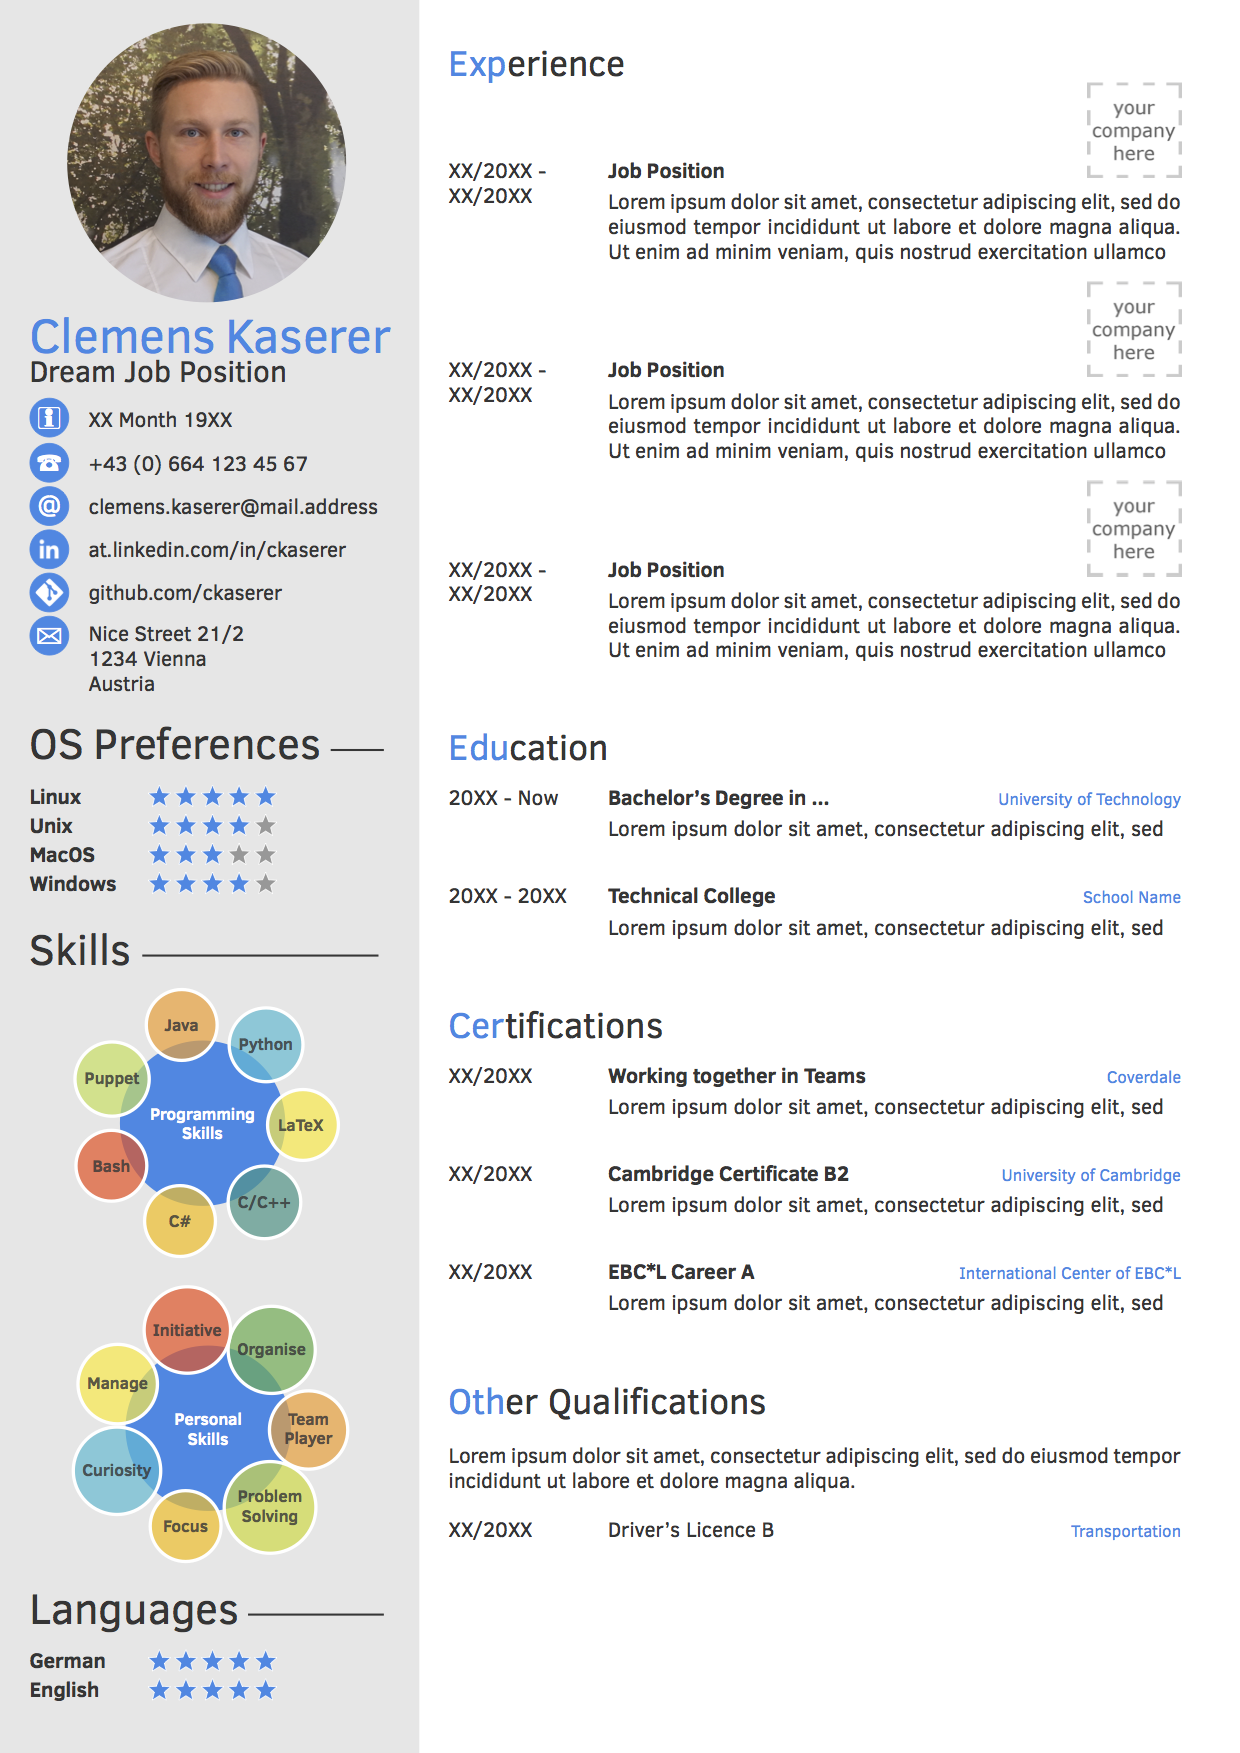 Clemens Kaserer
Dream Job Position
XX Month 19XX
+43 (0) 664 123 45 67
clemens.kaserer@mail.address
in at.linkedin.com/in/ckaserer
github.com/ckaserer
Nice Street 21/2
1234 Vienna
Austria
OS Preferences
Linux
Unix
MacOS
Windows
Skills
Java
Python
Puppet
Programming
Skills
LaTeX
Bash
C/C++
C#
Initiative
Organise
Manage
Personal
Skills
Team
Player
Curiosity
Problem
Solving
Focus
Languages
German
English
Experience
your
company
here
XX/20XX -
XX/20XX
Job Position
Lorem ipsum dolor sit amet, consectetur adipiscing elit, sed do
eiusmod tempor incididunt ut labore et dolore magna aliqua.
Ut enim ad minim veniam, quis nostrud exercitation ullamco
your
company
here
XX/20XX -
XX/20XX
Job Position
Lorem ipsum dolor sit amet, consectetur adipiscing elit, sed do
eiusmod tempor incididunt ut labore et dolore magna aliqua.
Ut enim ad minim veniam, quis nostrud exercitation ullamco
your
company
here
XX/20XX -
XX/20XX
Job Position
Lorem ipsum dolor sit amet, consectetur adipiscing elit, sed do
eiusmod tempor incididunt ut labore et dolore magna aliqua.
Ut enim ad minim veniam, quis nostrud exercitation ullamco
Education
20XX - Now Bachelor's Degree in ... University of Technology
Lorem ipsum dolor sit amet, consectetur adipiscing elit, sed
20XX - 20XX Technical College School Name
Lorem ipsum dolor sit amet, consectetur adipiscing elit, sed
Certifications
XX/20XX Working together in Teams Coverdale
Lorem ipsum dolor sit amet, consectetur adipiscing elit, sed
XX/20XX Cambridge Certificate B2 University of Cambridge
Lorem ipsum dolor sit amet, consectetur adipiscing elit, sed
XX/20XX EBC*L Career A International Center of EBC*L
Lorem ipsum dolor sit amet, consectetur adipiscing elit, sed
Other Qualifications
Lorem ipsum dolor sit amet, consectetur adipiscing elit, sed do eiusmod tempor
incididunt ut labore et dolore magna aliqua.
XX/20XX Driver's Licence B Transportation